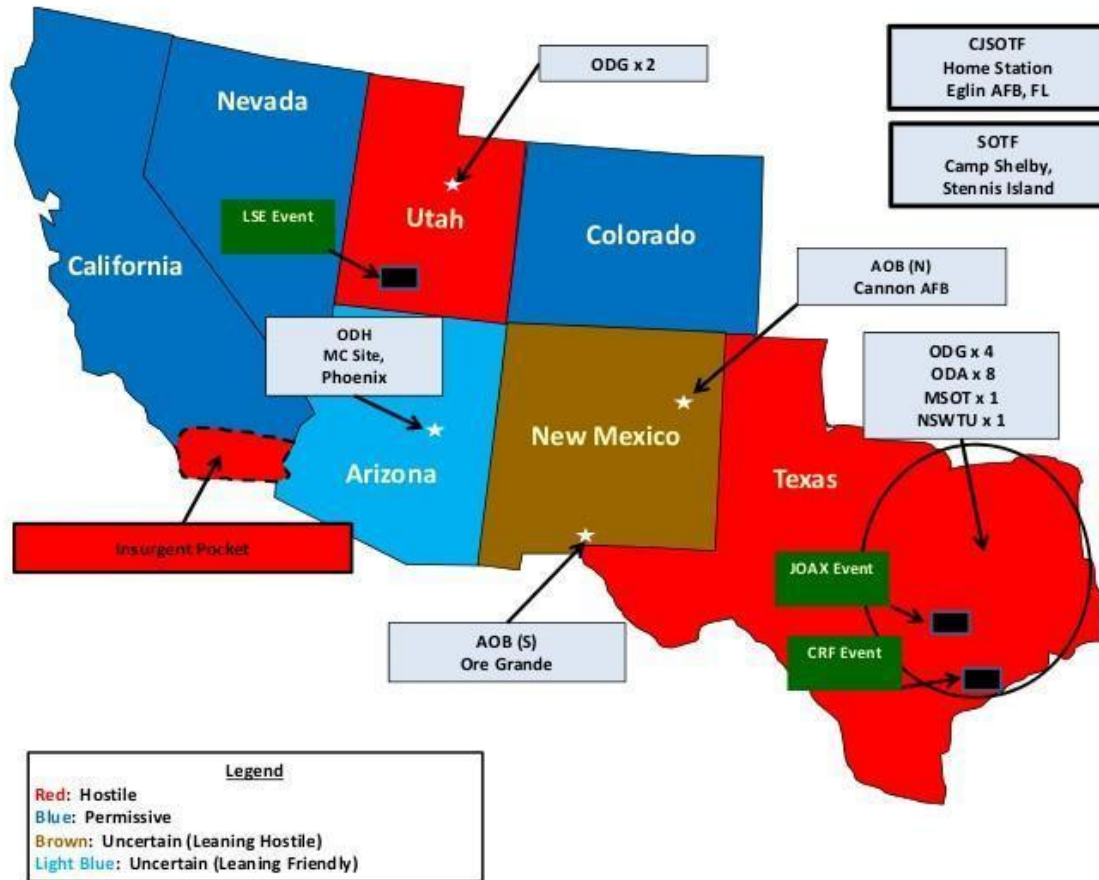 ODG x 2
CJSOTF
Home Station
Eglin AFB, FL
SOTF
Camp Shelby,
Stennis Island
Nevada
LSE Event
Utah
Colorado
California
AOB (N)
Cannon AFB
ODH
MC Site,
Phoenix
ODG x 4
ODA x 8
MSOT x 1
NSWTU x 1
New Mexico
Arizona
Texas
Insurgent Pocket
JOAX Event
CRF Event
AOB (S)
Ore Grande
Legend
Red: Hostile
Blue: Permissive
Brown: Uncertain (Leaning Hostile)
Light Blue: Uncertain (Leaning Friendly)